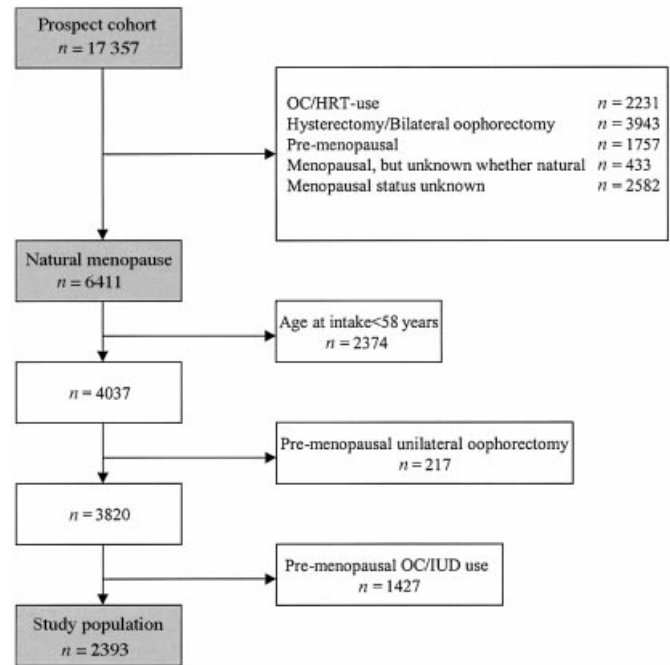 Prospect cohort
n = 17 357
OC/HRT-use n = 2231
Hysterectomy/Bilateral oophorectomy n = 3943
Pre-menopausal n = 1757
Menopausal, but unknown whether natural n = 433
Menopausal status unknown n = 2582
Natural menopause
n = 6411
Age at intake<58 years
n = 2374
n = 4037
Pre-menopausal unilateral oophorectomy
n = 217
n = 3820
Pre-menopausal OC/IUD use
n = 1427
Study population
n = 2393